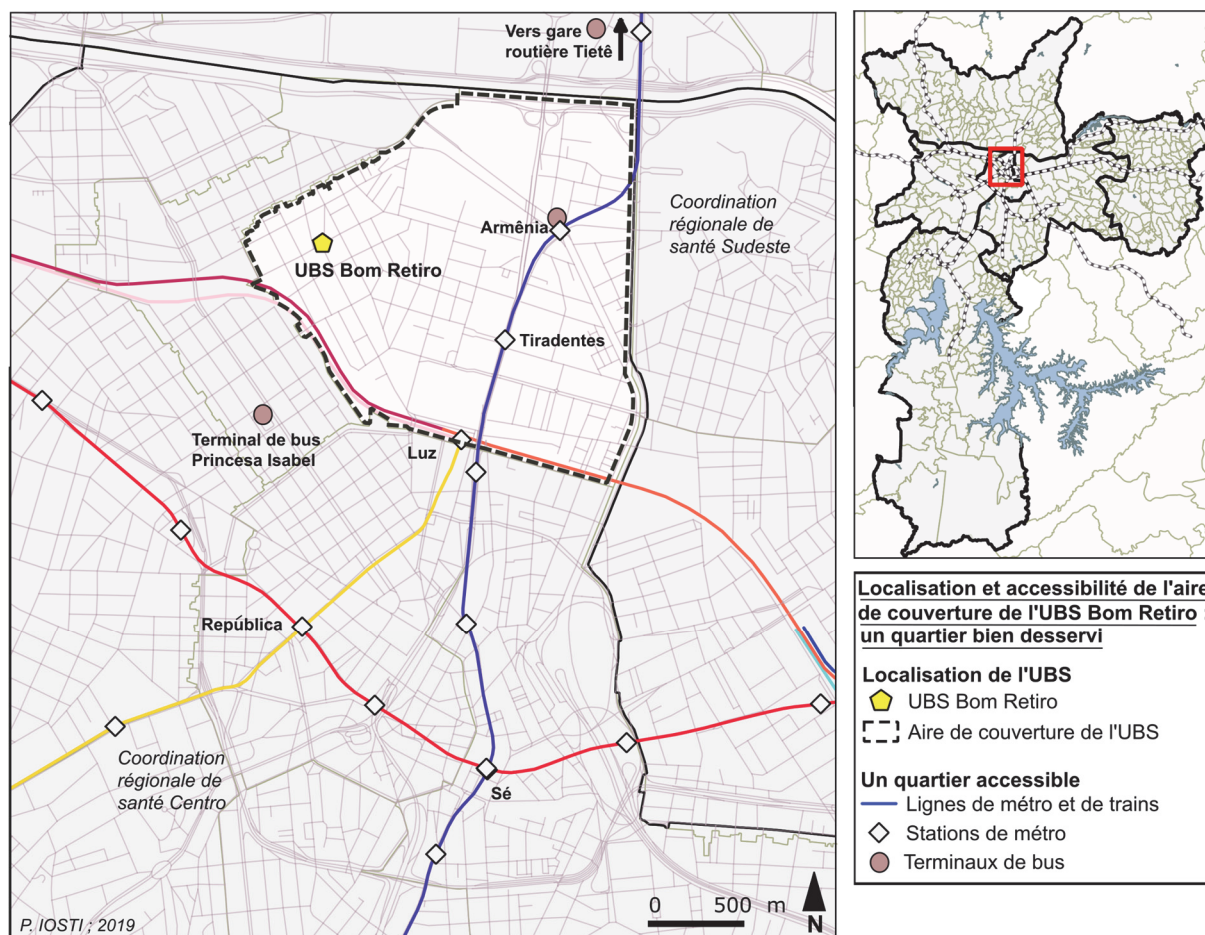 Vers gare
routière Tietê
Coordination
régionale de
santé Sudeste
Armênia
UBS Bom Retiro
Tiradentes
Terminal de bus
Princesa Isabel
Luz
República
Coordination
régionale de
santé Centro
Sé
0 500 m
N
P. IOSTI ; 2019
Localisation et accessibilité de l'aire
de couverture de l'UBS Bom Retiro :
un quartier bien desservi
Localisation de l'UBS
UBS Bom Retiro
Aire de couverture de l'UBS
Un quartier accessible
Lignes de métro et de trains
Stations de métro
Terminaux de bus